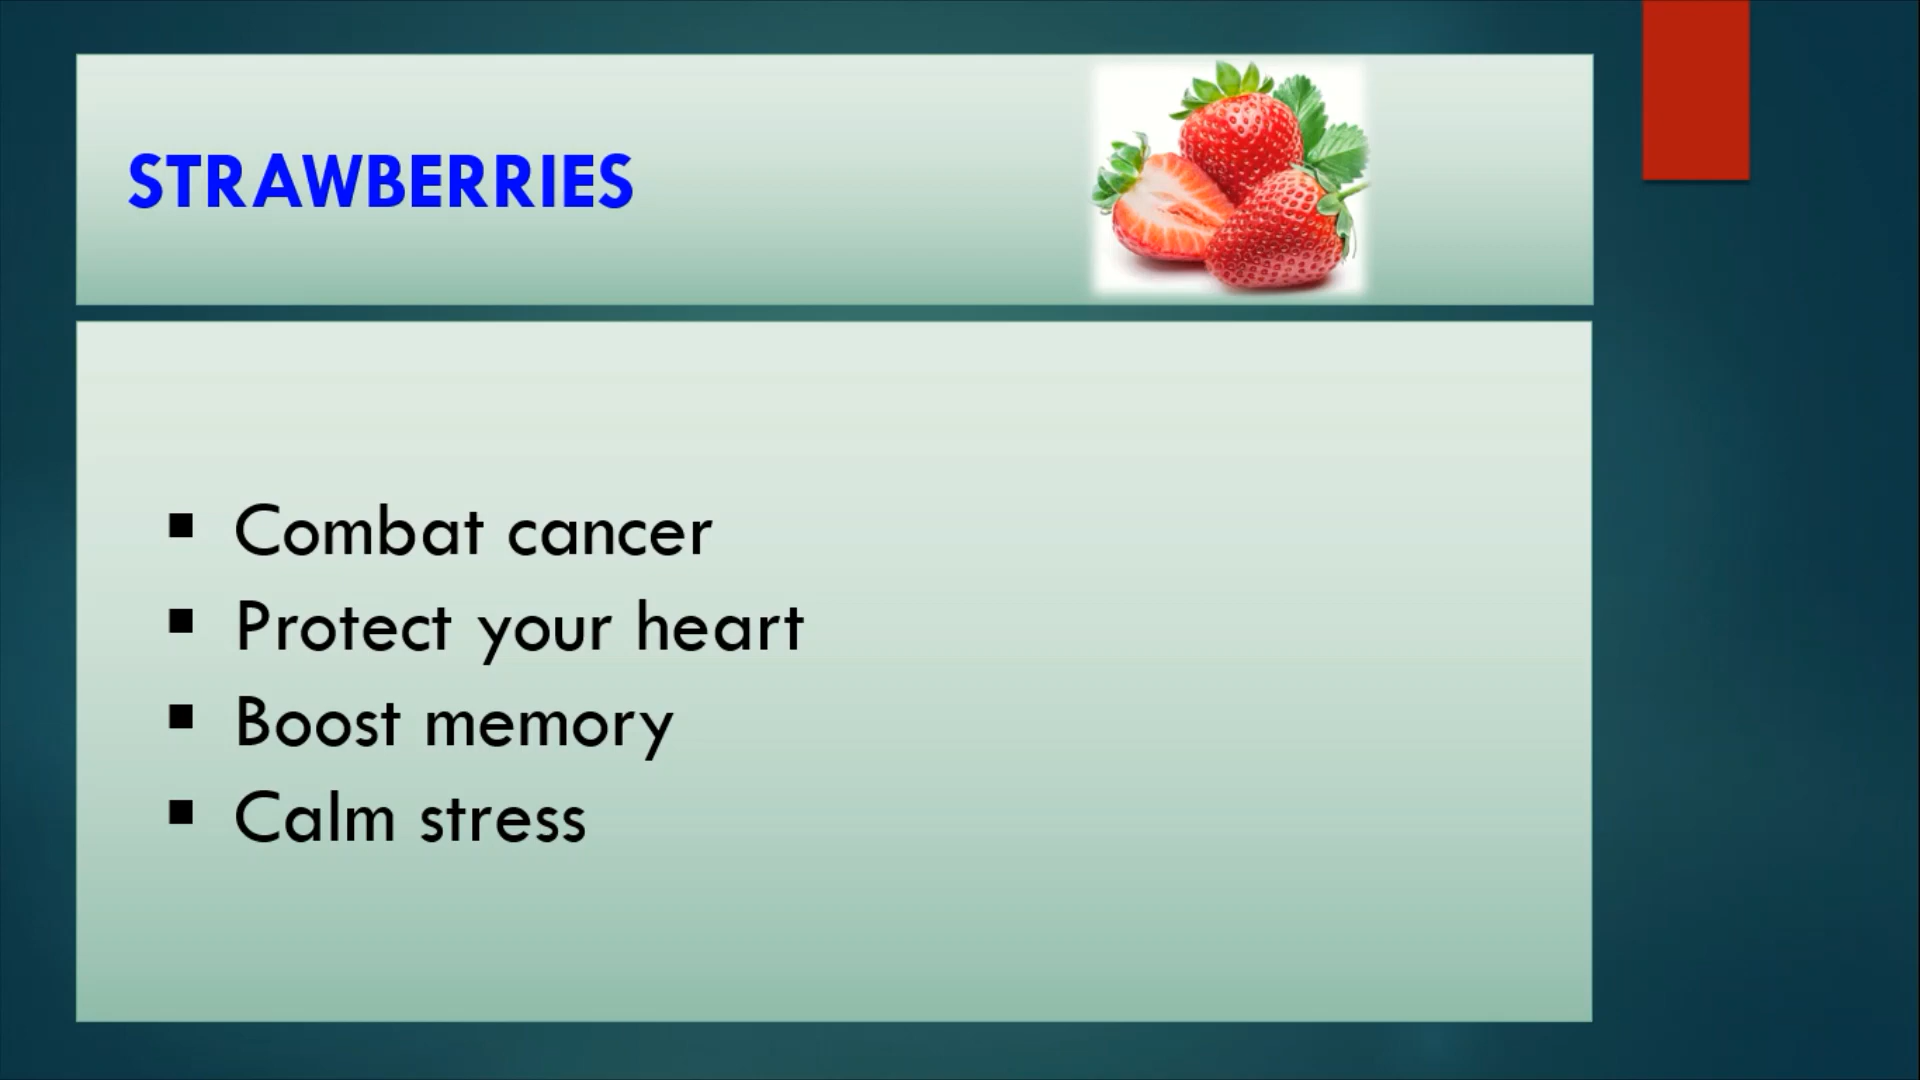 STRAWBERRIES
▪ Combat cancer
▪ Protect your heart
▪ Boost memory
▪ Calm stress